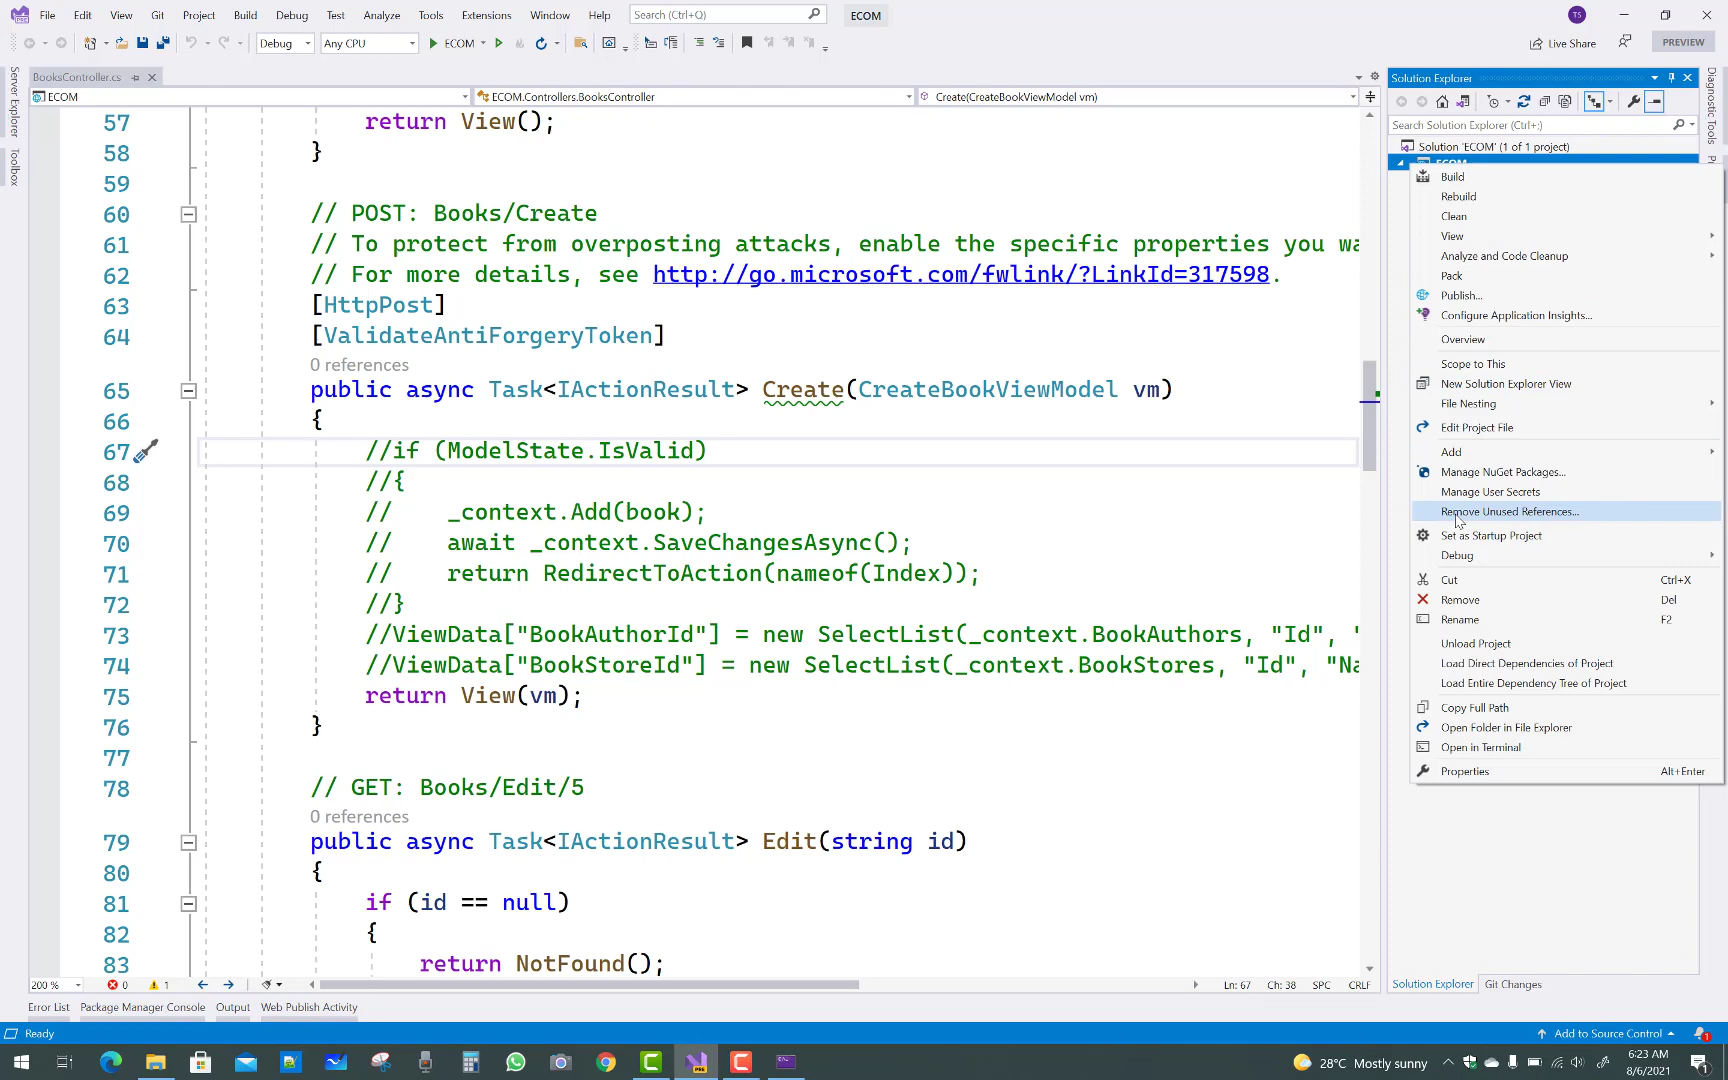 File Edit View Git Project Build Debug Test Analyze Tools Extensions Window Help Search (Ctrl+Q) ECOM TS
Debug Any CPU ECOM Live Share PREVIEW
BooksController.cs
ECOM ECOM.Controllers.BooksController Create(CreateBookViewModel vm)
Server Explorer
Toolbox
57 return View();
58 }
59
60 // POST: Books/Create
61 // To protect from overposting attacks, enable the specific properties you wa
62 // For more details, see http://go.microsoft.com/fwlink/?LinkId=317598.
63 [HttpPost]
64 [ValidateAntiForgeryToken]
0 references
65 public async Task<IActionResult> Create(CreateBookViewModel vm)
66 {
67 //if (ModelState.IsValid)
68 //{
69 // _context.Add(book);
70 // await _context.SaveChangesAsync();
71 // return RedirectToAction(nameof(Index));
72 //}
73 //ViewData["BookAuthorId"] = new SelectList(_context.BookAuthors, "Id", "
74 //ViewData["BookStoreId"] = new SelectList(_context.BookStores, "Id", "Na
75 return View(vm);
76 }
77
78 // GET: Books/Edit/5
0 references
79 public async Task<IActionResult> Edit(string id)
80 {
81 if (id == null)
82 {
83 return NotFound();
200 % 0 1 Ln: 67 Ch: 38 SPC CRLF
Error List Package Manager Console Output Web Publish Activity
Solution Explorer
Search Solution Explorer (Ctrl+;)
Solution 'ECOM' (1 of 1 project)
ECOM
Build
Rebuild
Clean
View
Analyze and Code Cleanup
Pack
Publish...
Configure Application Insights...
Overview
Scope to This
New Solution Explorer View
File Nesting
Edit Project File
Add
Manage NuGet Packages...
Manage User Secrets
Remove Unused References...
Set as Startup Project
Debug
Cut Ctrl+X
Remove Del
Rename F2
Unload Project
Load Direct Dependencies of Project
Load Entire Dependency Tree of Project
Copy Full Path
Open Folder in File Explorer
Open in Terminal
Properties Alt+Enter
Solution Explorer Git Changes
Diagnostic Tools
Ready Add to Source Control 1
28°C Mostly sunny 6:23 AM
8/6/2021 1